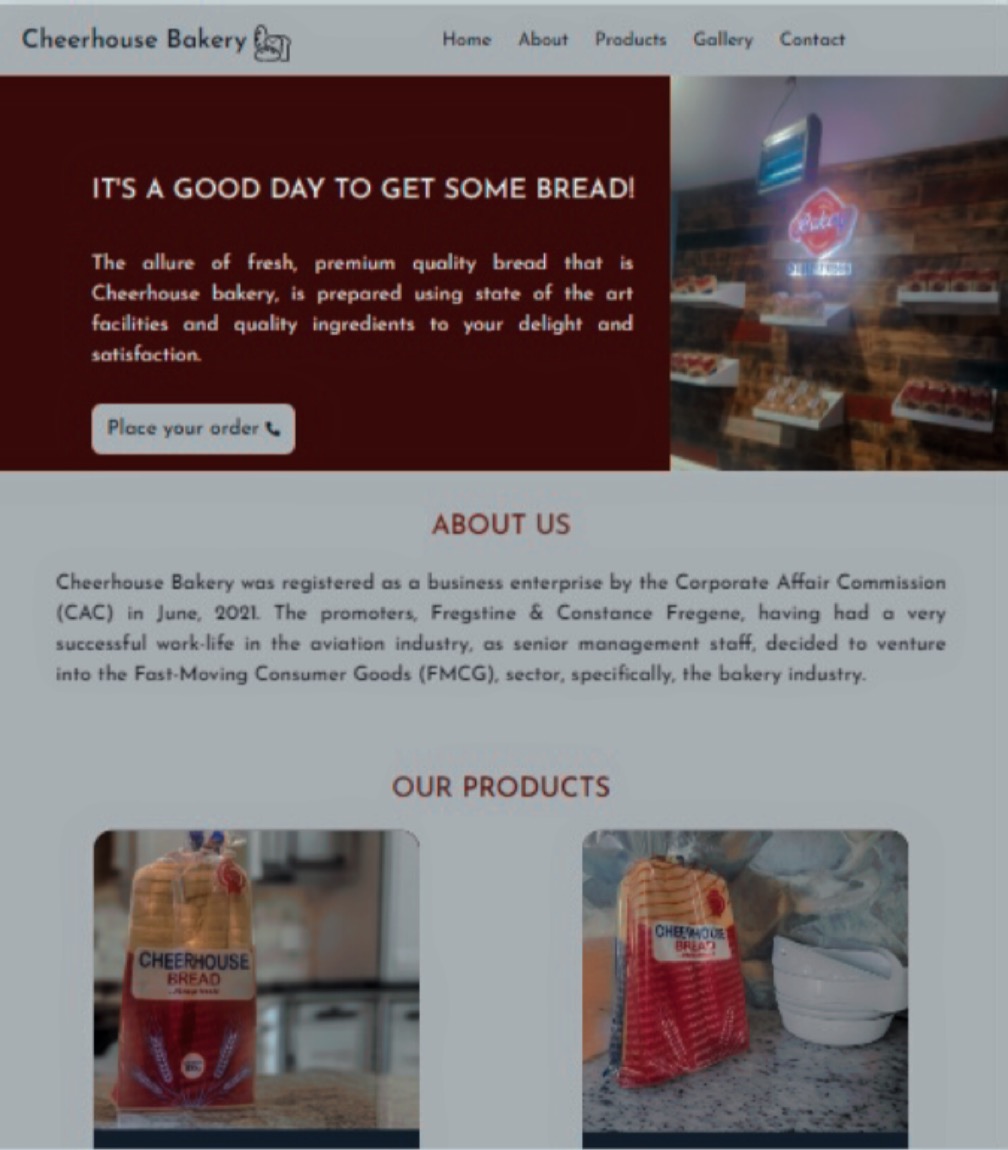 Cheerhouse Bakery
Home About Products Gallery Contact
IT'S A GOOD DAY TO GET SOME BREAD!
The allure of fresh, premium quality bread that is
Cheerhouse bakery, is prepared using state of the art
facilities and quality ingredients to your delight and
satisfaction.
Place your order
Bakery
ABOUT US
Cheerhouse Bakery was registered as a business enterprise by the Corporate Affair Commission
(CAC) in June, 2021. The promoters, Fregstine & Constance Fregene, having had a very
successful work-life in the aviation industry, as senior management staff, decided to venture
into the Fast-Moving Consumer Goods (FMCG), sector, specifically, the bakery industry.
OUR PRODUCTS
CHEERHOUSE
BREAD
CHEERHOUSE
BREAD